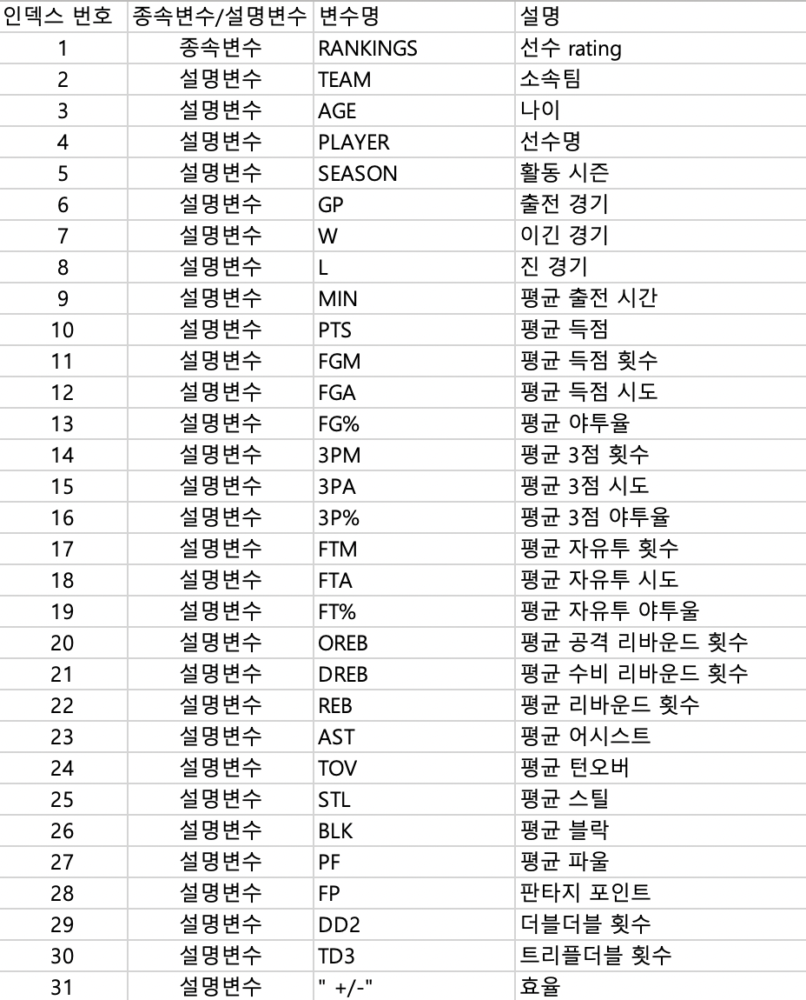 인덱스 번호 종속변수/설명변수 변수명 설명
1 종속변수 RANKINGS 선수 rating
2 설명변수 TEAM 소속팀
3 설명변수 AGE 나이
4 설명변수 PLAYER 선수명
5 설명변수 SEASON 활동 시즌
6 설명변수 GP 출전 경기
7 설명변수 W 이긴 경기
8 설명변수 L 진 경기
9 설명변수 MIN 평균 출전 시간
10 설명변수 PTS 평균 득점
11 설명변수 FGM 평균 득점 횟수
12 설명변수 FGA 평균 득점 시도
13 설명변수 FG% 평균 야투율
14 설명변수 3PM 평균 3점 횟수
15 설명변수 3PA 평균 3점 시도
16 설명변수 3P% 평균 3점 야투율
17 설명변수 FTM 평균 자유투 횟수
18 설명변수 FTA 평균 자유투 시도
19 설명변수 FT% 평균 자유투 야투울
20 설명변수 OREB 평균 공격 리바운드 횟수
21 설명변수 DREB 평균 수비 리바운드 횟수
22 설명변수 REB 평균 리바운드 횟수
23 설명변수 AST 평균 어시스트
24 설명변수 TOV 평균 턴오버
25 설명변수 STL 평균 스틸
26 설명변수 BLK 평균 블락
27 설명변수 PF 평균 파울
28 설명변수 FP 판타지 포인트
29 설명변수 DD2 더블더블 횟수
30 설명변수 TD3 트리플더블 횟수
31 설명변수 " +/-" 효율